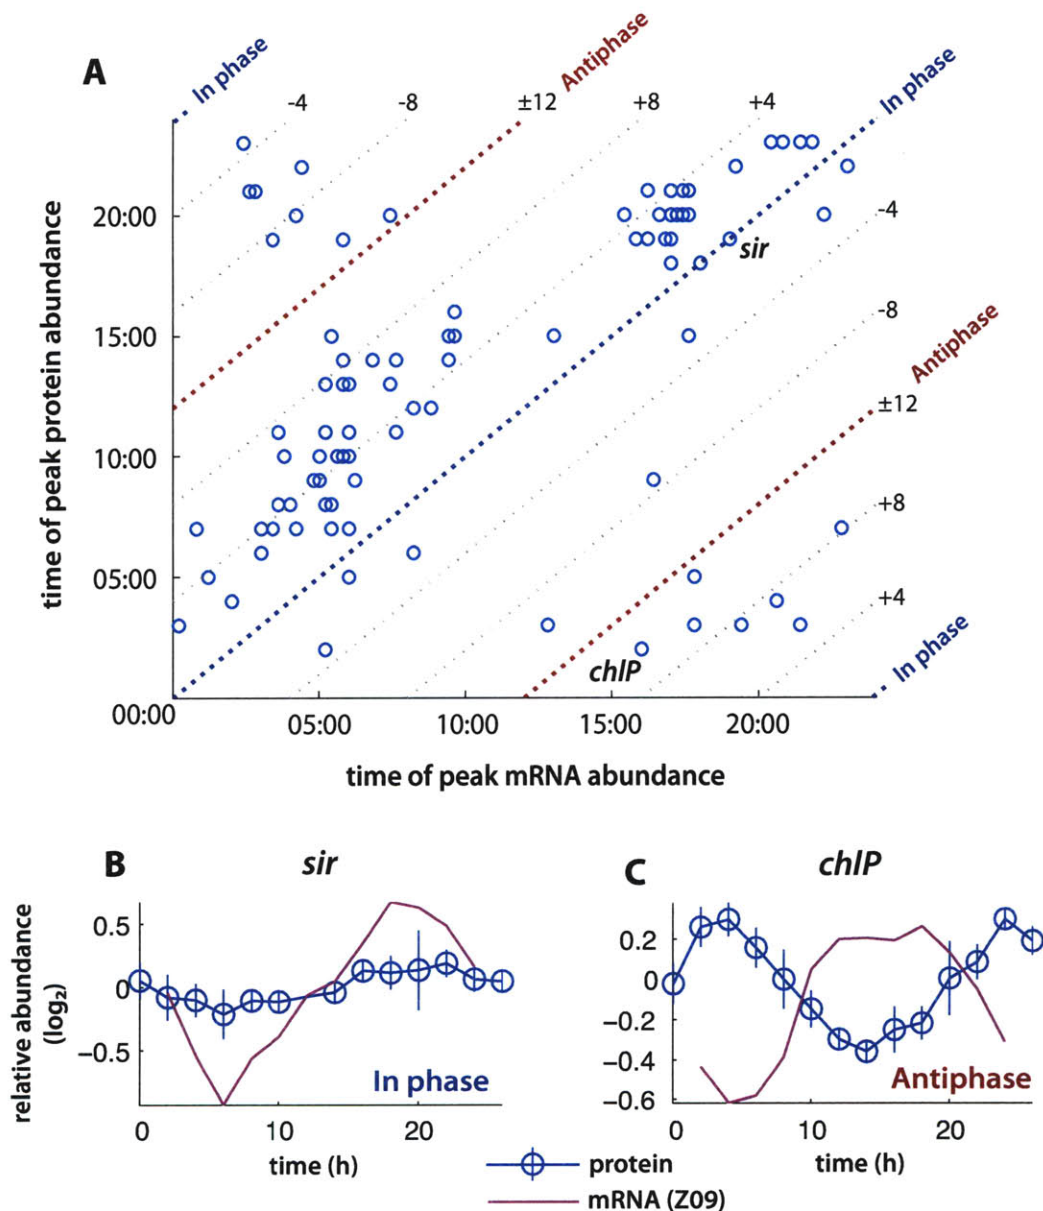 A
In phase
-4
-8
±12
Antiphase
+8
+4
In phase
-4
-8
Antiphase
±12
+8
+4
In phase
sir
chlP
time of peak protein abundance
20:00
15:00
10:00
05:00
00:00
05:00
10:00
15:00
20:00
time of peak mRNA abundance
B
sir
relative abundance
(log₂)
0.5
0
−0.5
In phase
0
10
20
time (h)
C
chlP
0.2
0
−0.2
−0.4
−0.6
Antiphase
0
10
20
time (h)
protein
mRNA (Z09)